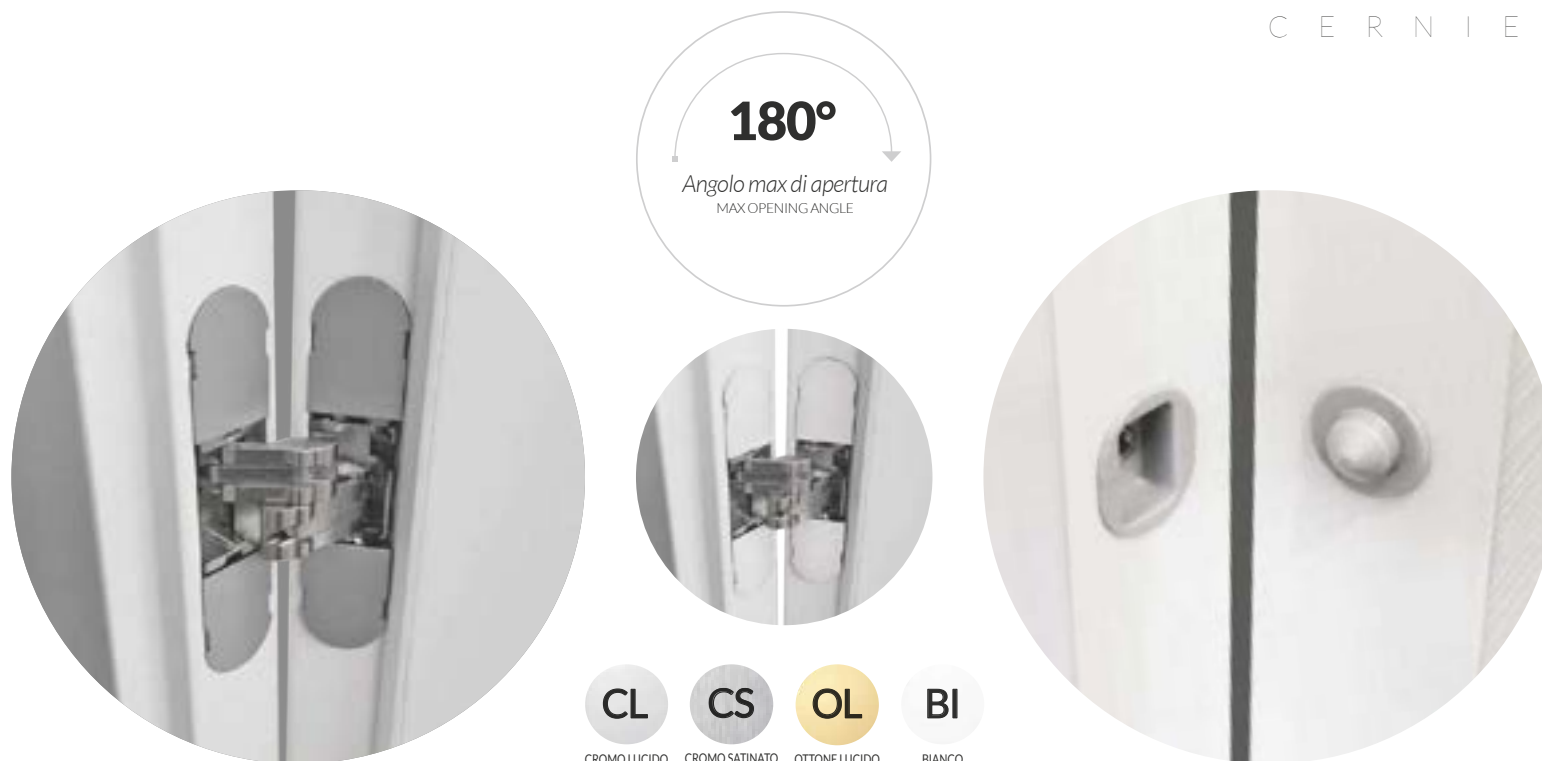 CERNIE
180°
Angolo max di apertura
MAX OPENING ANGLE
CL CS OL BI
CROMO LUCIDO CROMO SATINATO OTTONE LUCIDO BIANCO